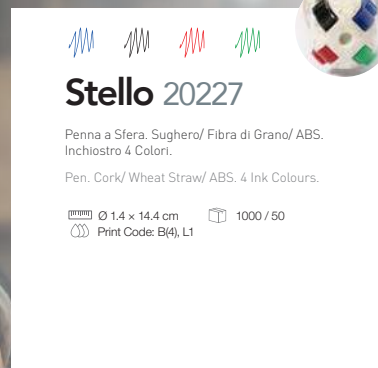 Stello 20227
Penna a Sfera. Sughero/ Fibra di Grano/ ABS.
Inchiostro 4 Colori.
Pen. Cork/ Wheat Straw/ ABS. 4 Ink Colours.
Ø 1.4 × 14.4 cm 1000 / 50
Print Code: B(4), L1